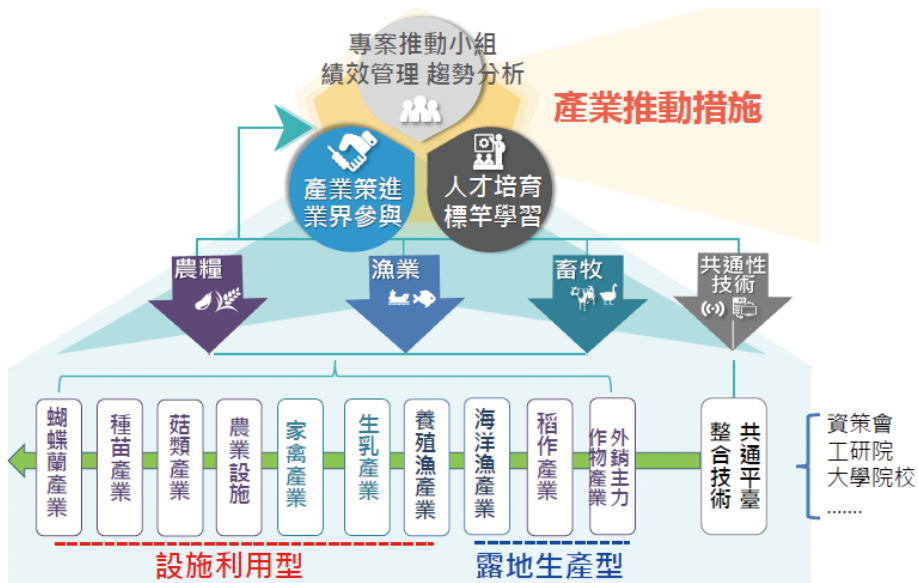 專案推動小組
績效管理 趨勢分析
產業推動措施
產業策進
業界參與
人才培育
標竿學習
農糧
漁業
畜牧
共通性
技術
蝴蝶蘭產業
種苗產業
菇類產業
農業設施
家禽產業
生乳產業
養殖漁產業
海洋漁產業
稻作產業
外銷主力
作物產業
共通平臺
整合技術
資策會
工研院
大學院校
.......
設施利用型
露地生產型